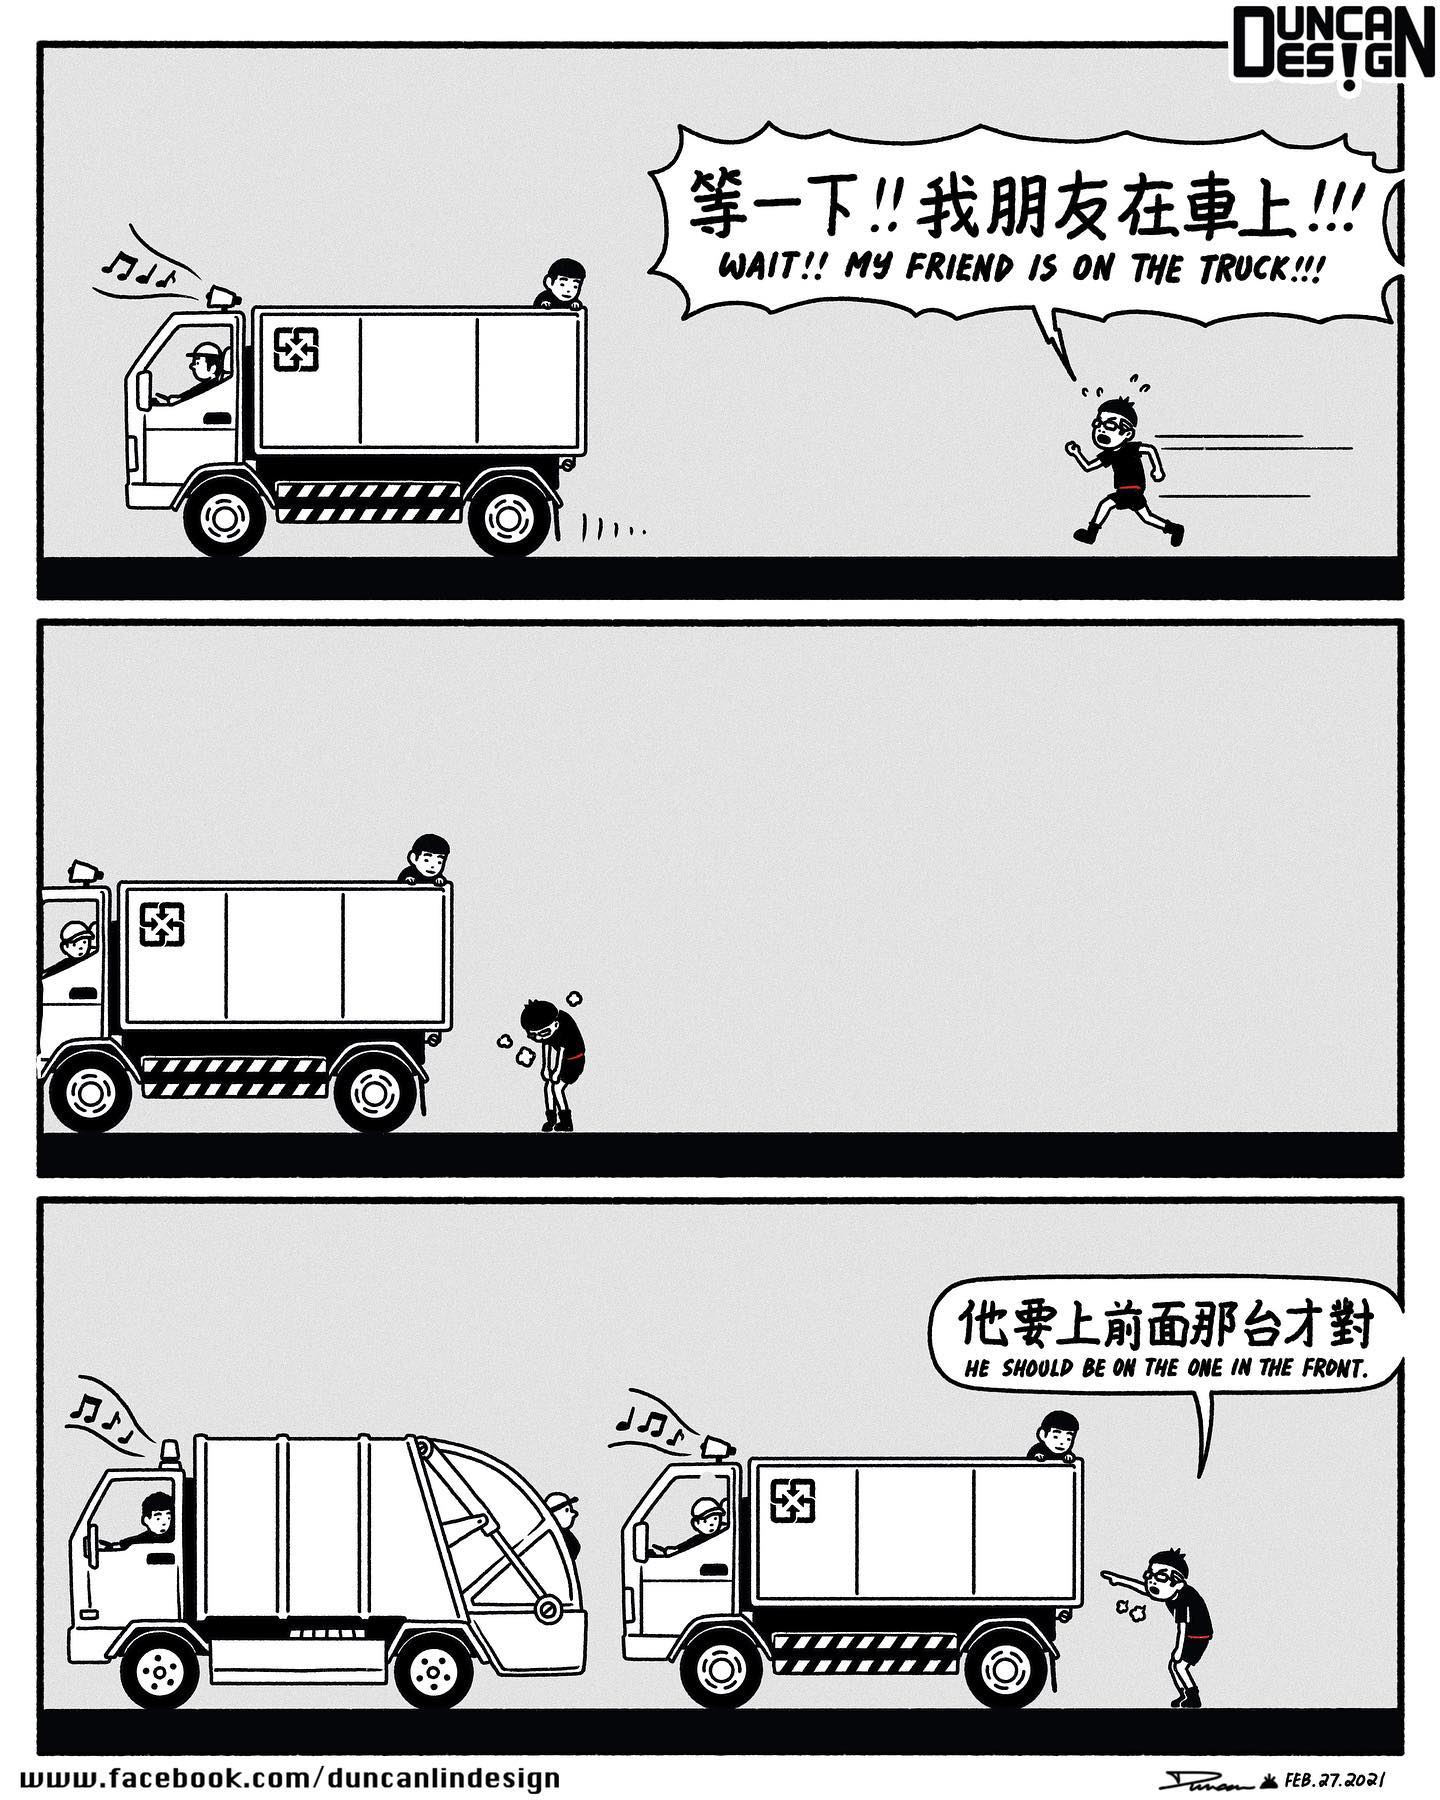 DUNCAN
DES!GN
等一下!! 我朋友在車上!!!
WAIT!! MY FRIEND IS ON THE TRUCK!!!
他要上前面那台才對
HE SHOULD BE ON THE ONE IN THE FRONT.
www.facebook.com/duncanlindesign
Duncan FEB.27.2021